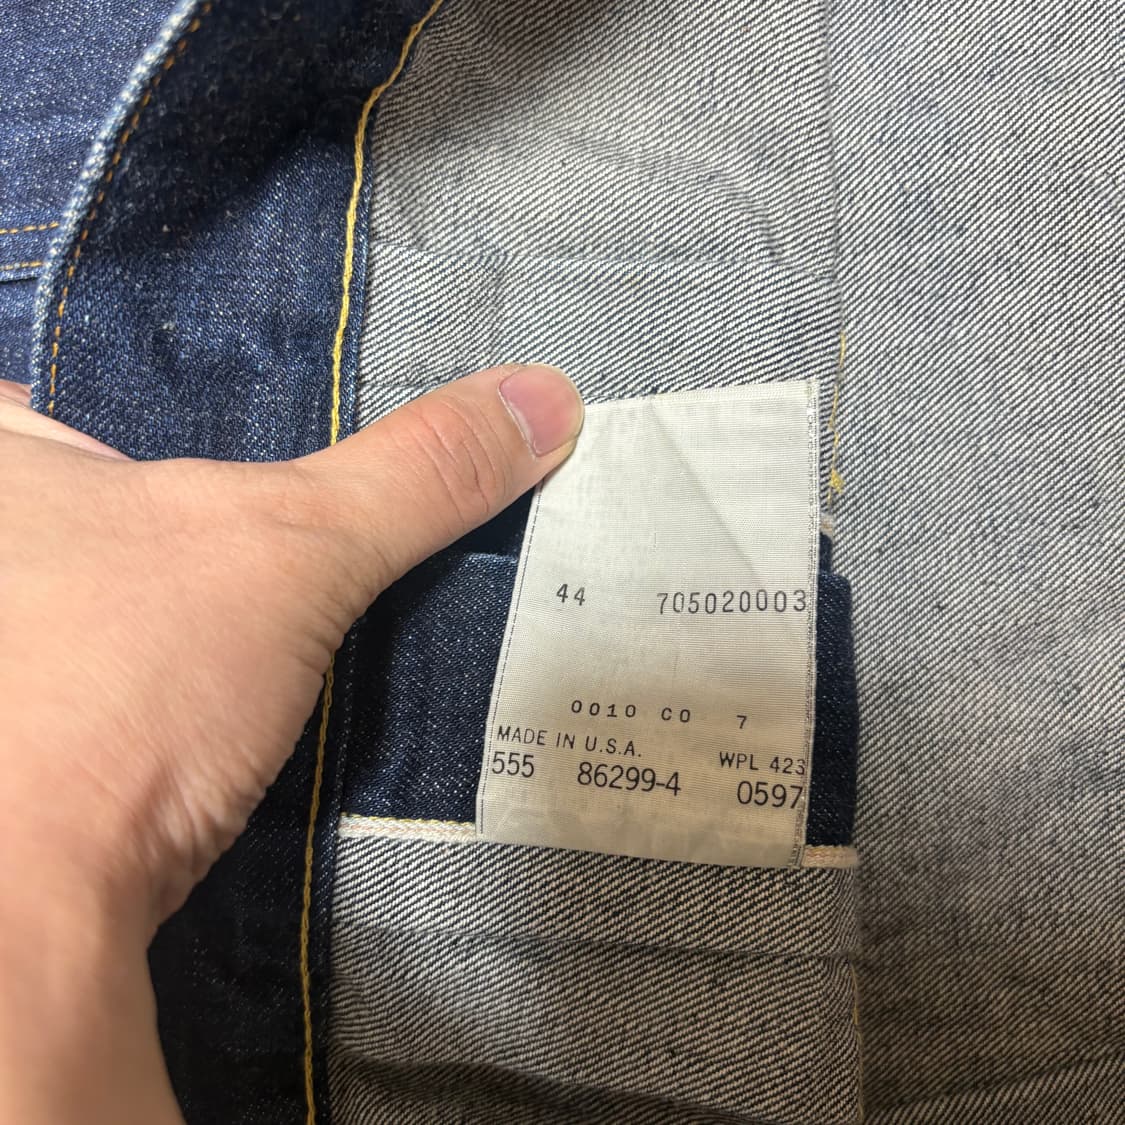 44 705020003
0010 CO 7
MADE IN U.S.A. WPL 423
555 86299-4 0597